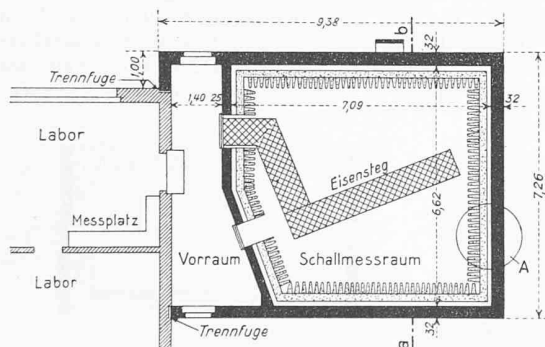 9,38
b
32
1,00
Trennfuge
1,40 25
7,09
32
Labor
Eisensteg
6,62
7,26
Messplatz
Vorraum
Schallmessraum
A
Labor
Trennfuge
32
a